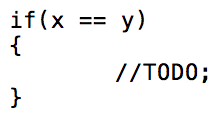 if(x == y)
{
        //TODO;
}